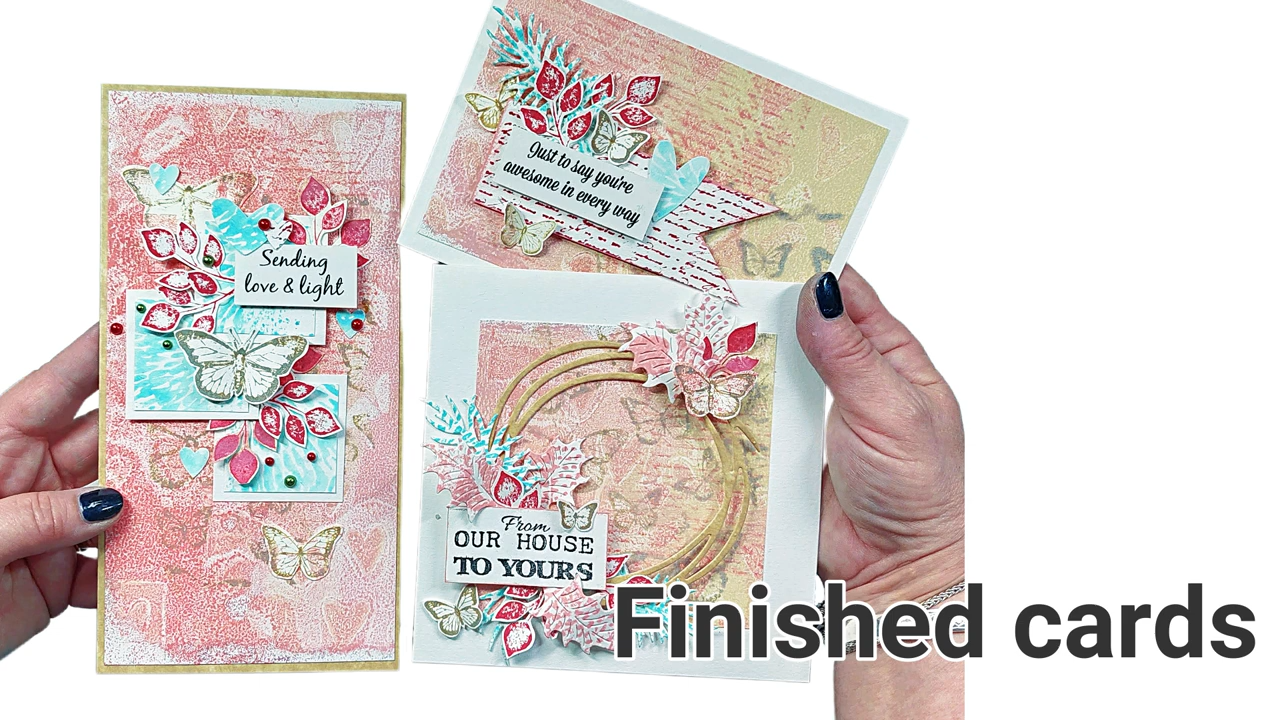 Just to say you're
awesome in every way
Sending
love & light
From
OUR HOUSE
TO YOURS
Finished cards